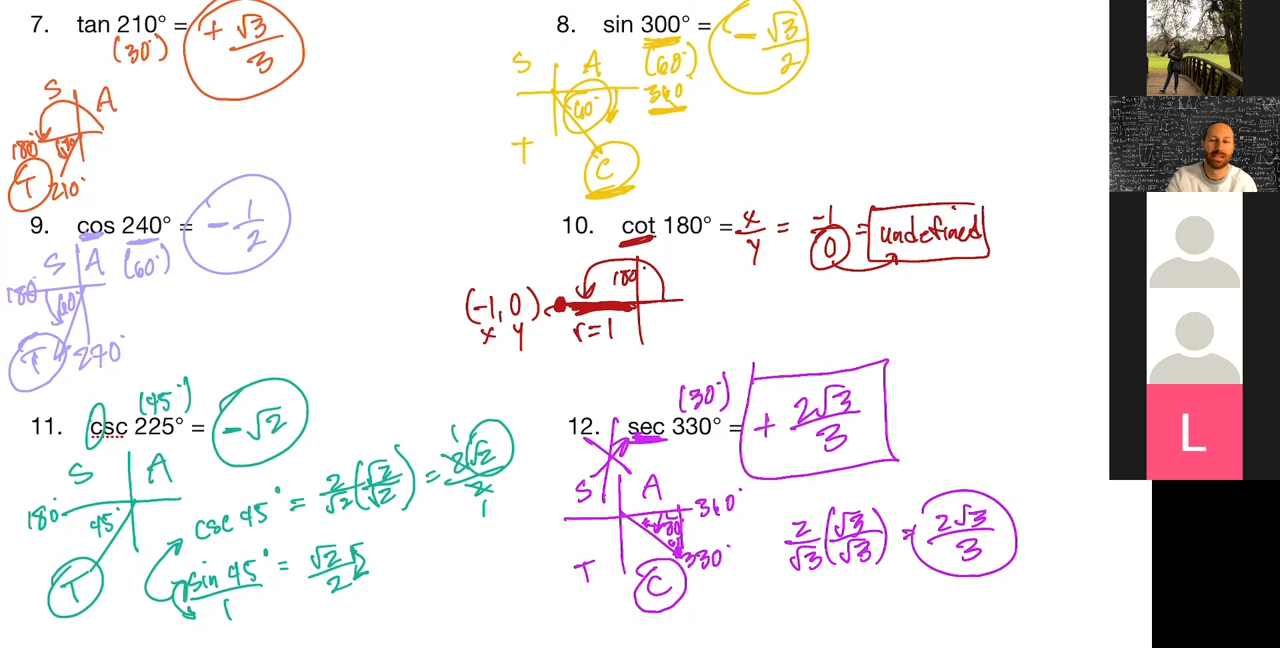 7. tan 210° = + √3/3
(30°)
S A
180° 30°
T 210°
8. sin 300° = - √3/2
(60°)
360°
S A
60°
T C
9. cos 240° = - 1/2
(60°)
S A
180° 60°
T 270°
10. cot 180° = x/y = -1/0 = undefined
180°
(-1, 0)
x y
r=1
11. csc 225° = -√2
(45°)
S A
180° 45°
T
csc 45° = 2/√2 (√2/√2) = 2√2/2
1
1
sin 45° = √2/2
1
12. sec 330° = + 2√3/3
(30°)
S A
360°
30°
330°
T C
2/√3 (√3/√3) = 2√3/3
L